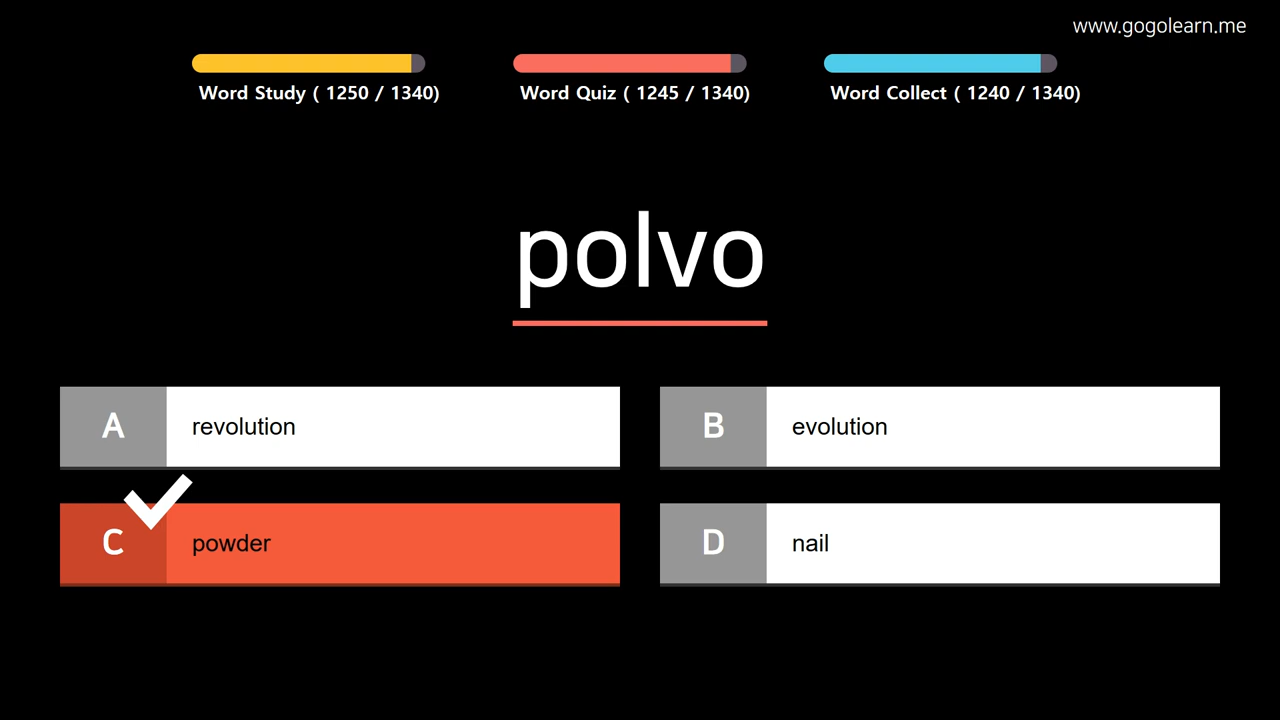 www.gogolearn.me
Word Study ( 1250 / 1340)
Word Quiz ( 1245 / 1340)
Word Collect ( 1240 / 1340)
polvo
A revolution
B evolution
C powder
D nail